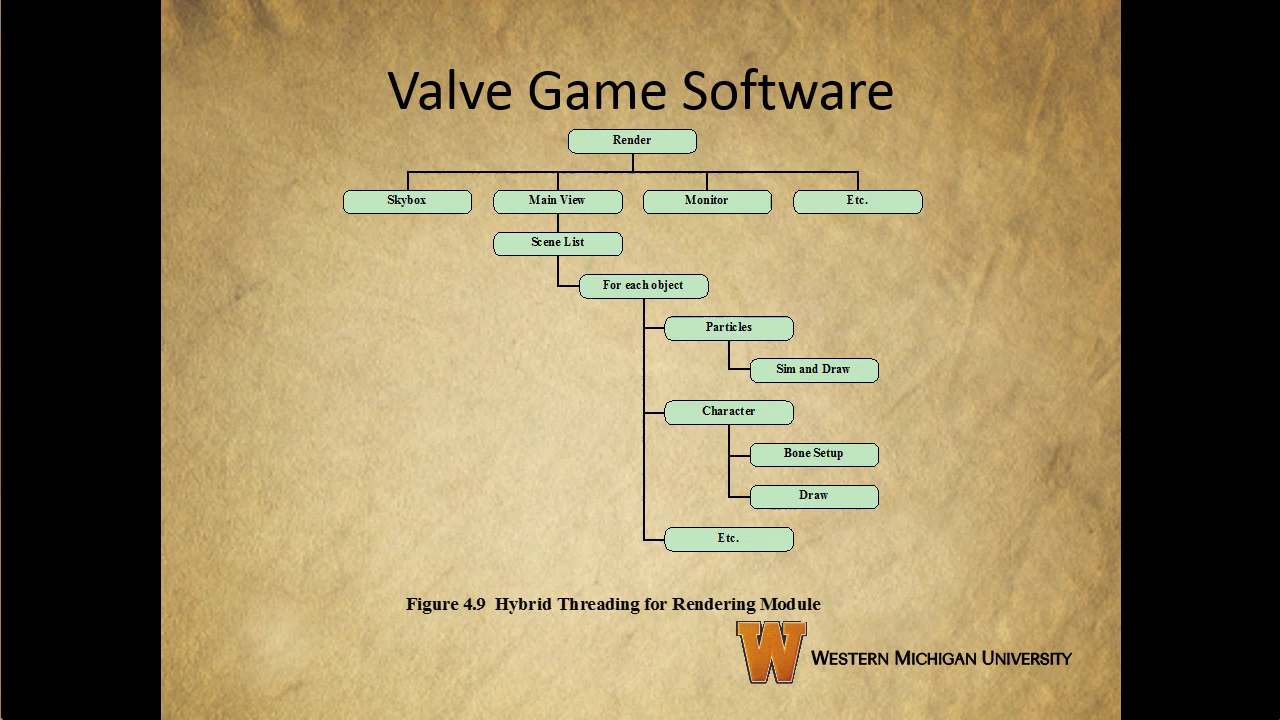 Valve Game Software
Render
Skybox
Main View
Monitor
Etc.
Scene List
For each object
Particles
Sim and Draw
Character
Bone Setup
Draw
Etc.
Figure 4.9 Hybrid Threading for Rendering Module
W WESTERN MICHIGAN UNIVERSITY